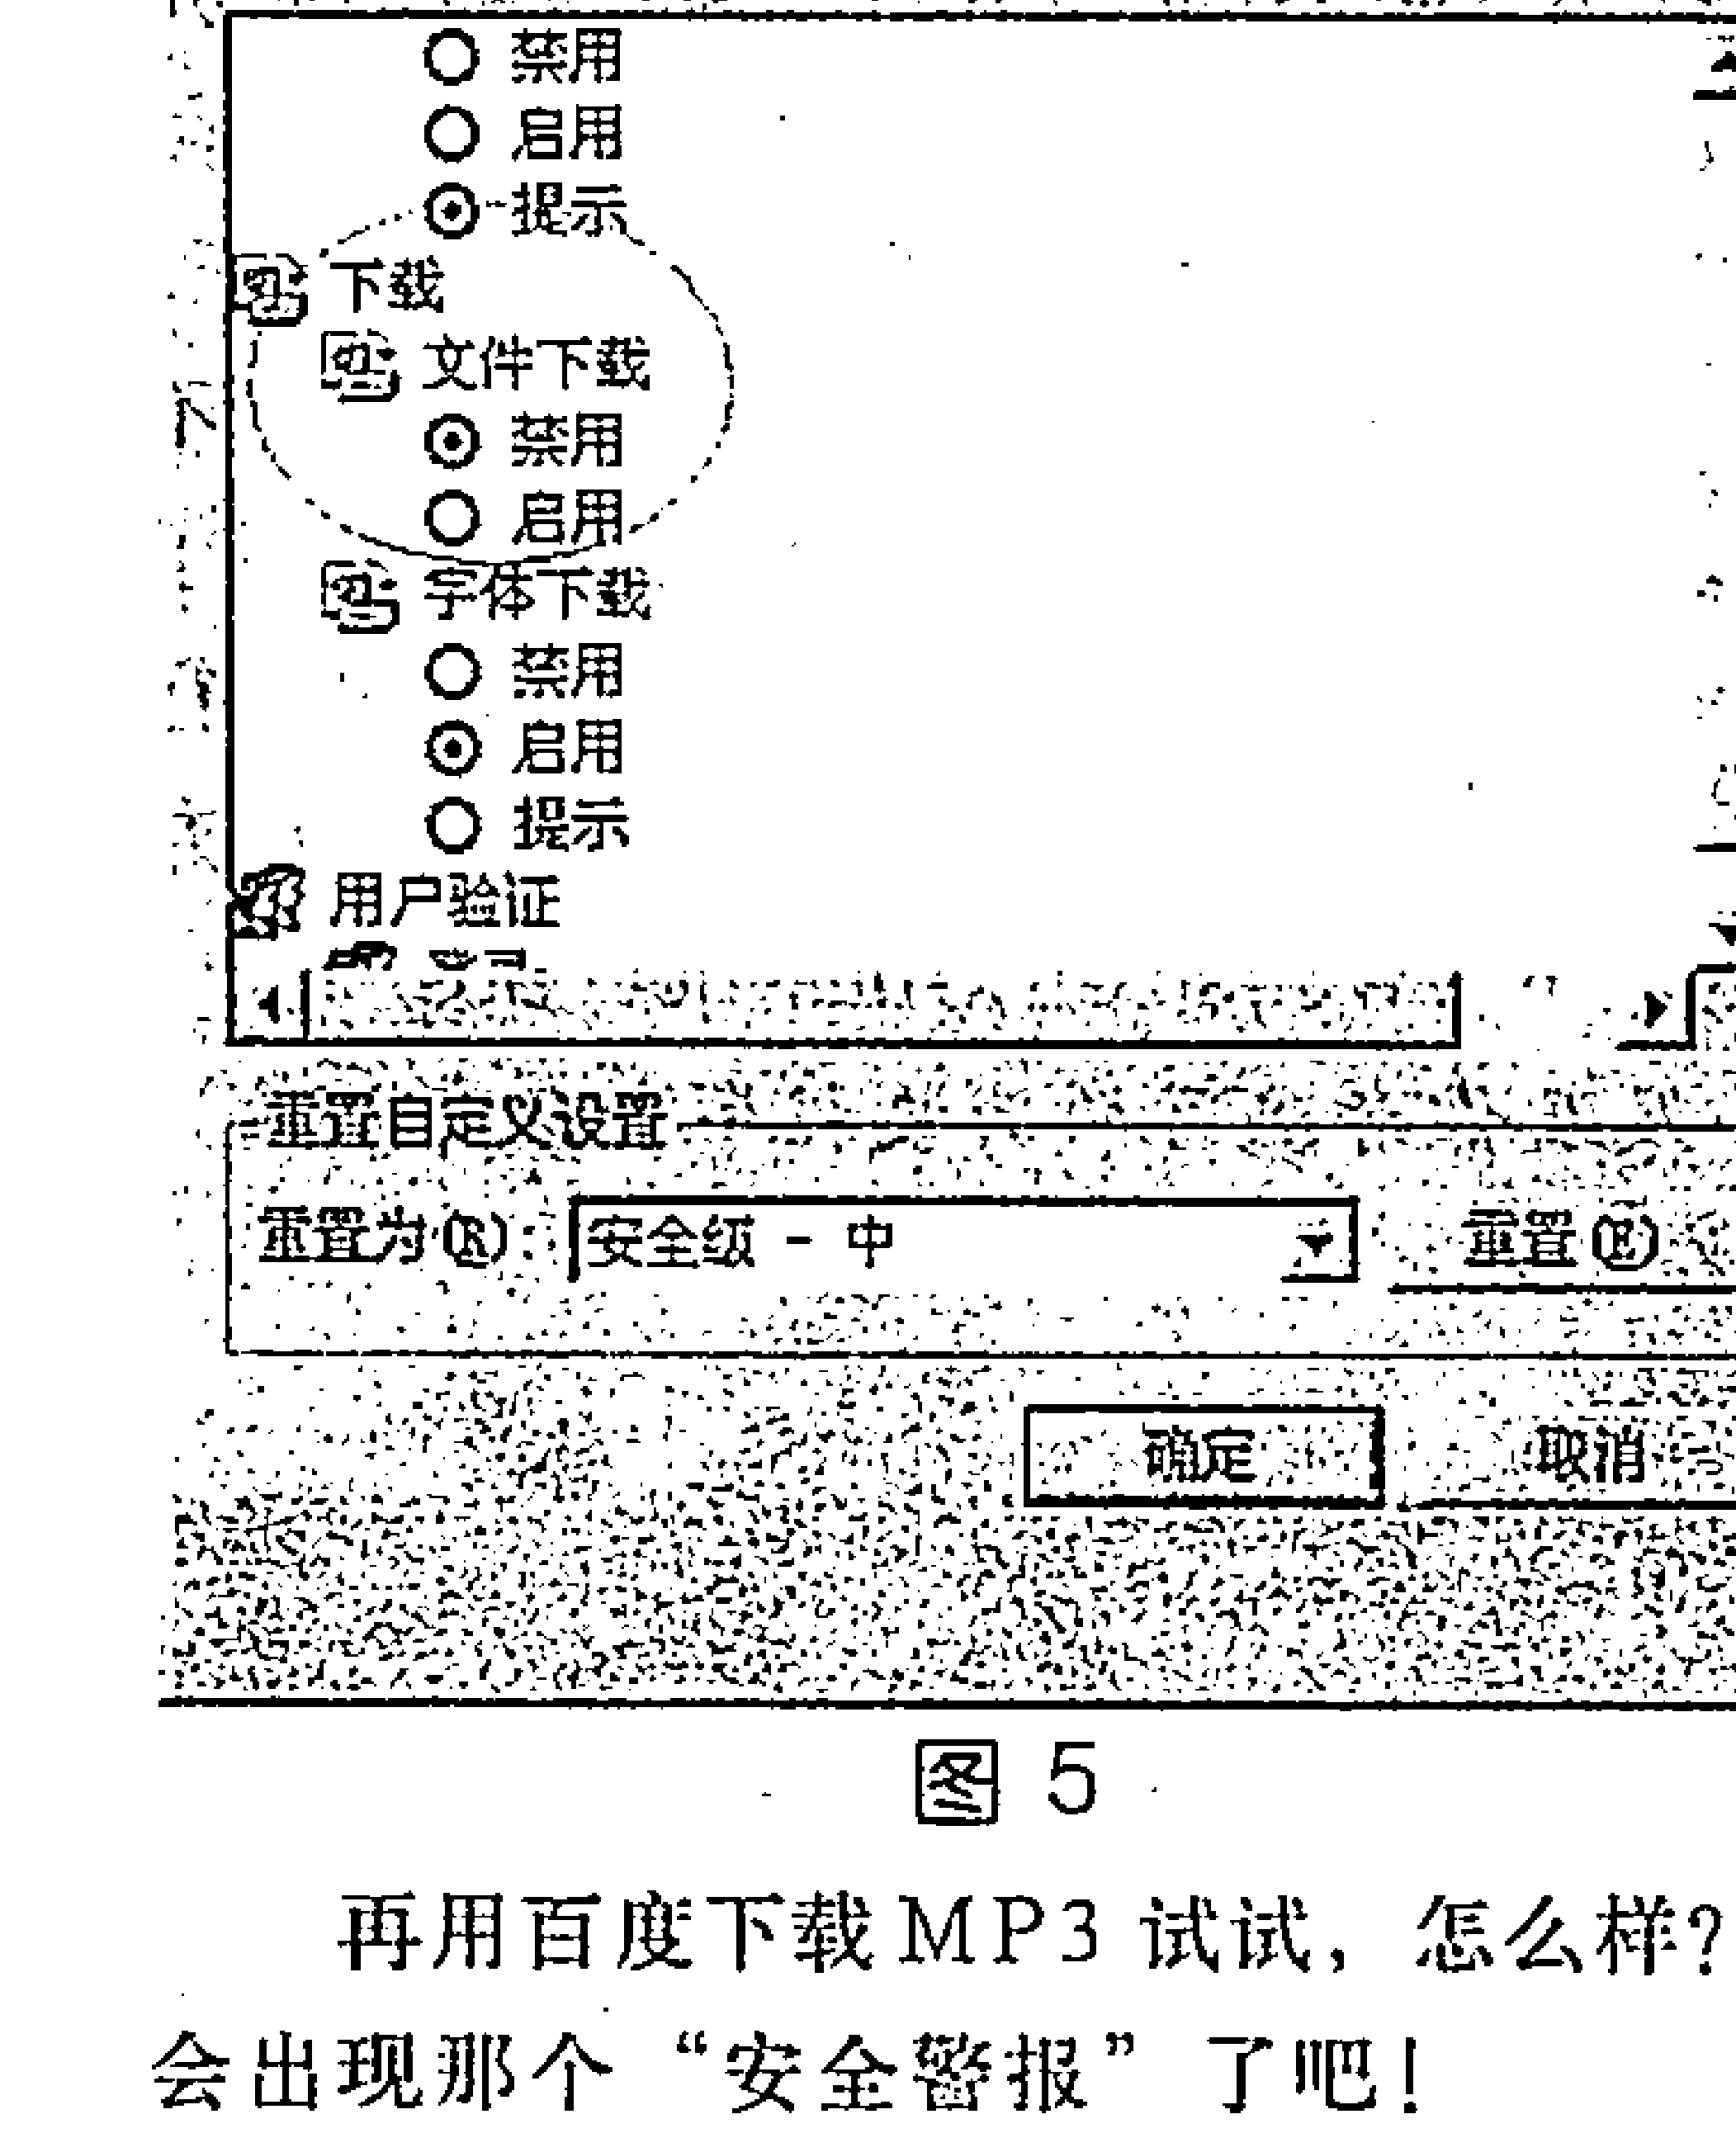 禁用
启用
提示
下载
文件下载
禁用
启用
字体下载
禁用
启用
提示
用户验证
重置自定义设置
重置为(R): 安全级 - 中 重置(E)
确定 取消
图 5
再用百度下载MP3 试试，怎么样？
会出现那个“安全警报”了吧！